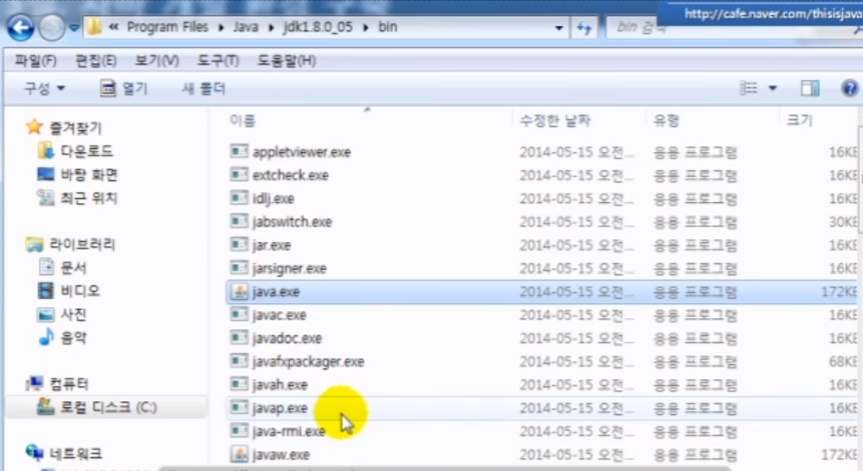 http://cafe.naver.com/thisisjava
« Program Files ▸ Java ▸ jdk1.8.0_05 ▸ bin
bin 검색
파일(F) 편집(E) 보기(V) 도구(T) 도움말(H)
구성 열기 새 폴더
이름 수정한 날짜 유형 크기
즐겨찾기
다운로드
바탕 화면
최근 위치
라이브러리
문서
비디오
사진
음악
컴퓨터
로컬 디스크 (C:)
네트워크
appletviewer.exe 2014-05-15 오전... 응용 프로그램 16KB
extcheck.exe 2014-05-15 오전... 응용 프로그램 16KB
idlj.exe 2014-05-15 오전... 응용 프로그램 16KB
jabswitch.exe 2014-05-15 오전... 응용 프로그램 30KB
jar.exe 2014-05-15 오전... 응용 프로그램 16KB
jarsigner.exe 2014-05-15 오전... 응용 프로그램 16KB
java.exe 2014-05-15 오전... 응용 프로그램 172KB
javac.exe 2014-05-15 오전... 응용 프로그램 16KB
javadoc.exe 2014-05-15 오전... 응용 프로그램 16KB
javafxpackager.exe 2014-05-15 오전... 응용 프로그램 68KB
javah.exe 2014-05-15 오전... 응용 프로그램 16KB
javap.exe 2014-05-15 오전... 응용 프로그램 16KB
java-rmi.exe 2014-05-15 오전... 응용 프로그램 16KB
javaw.exe 2014-05-15 오전... 응용 프로그램 172KB